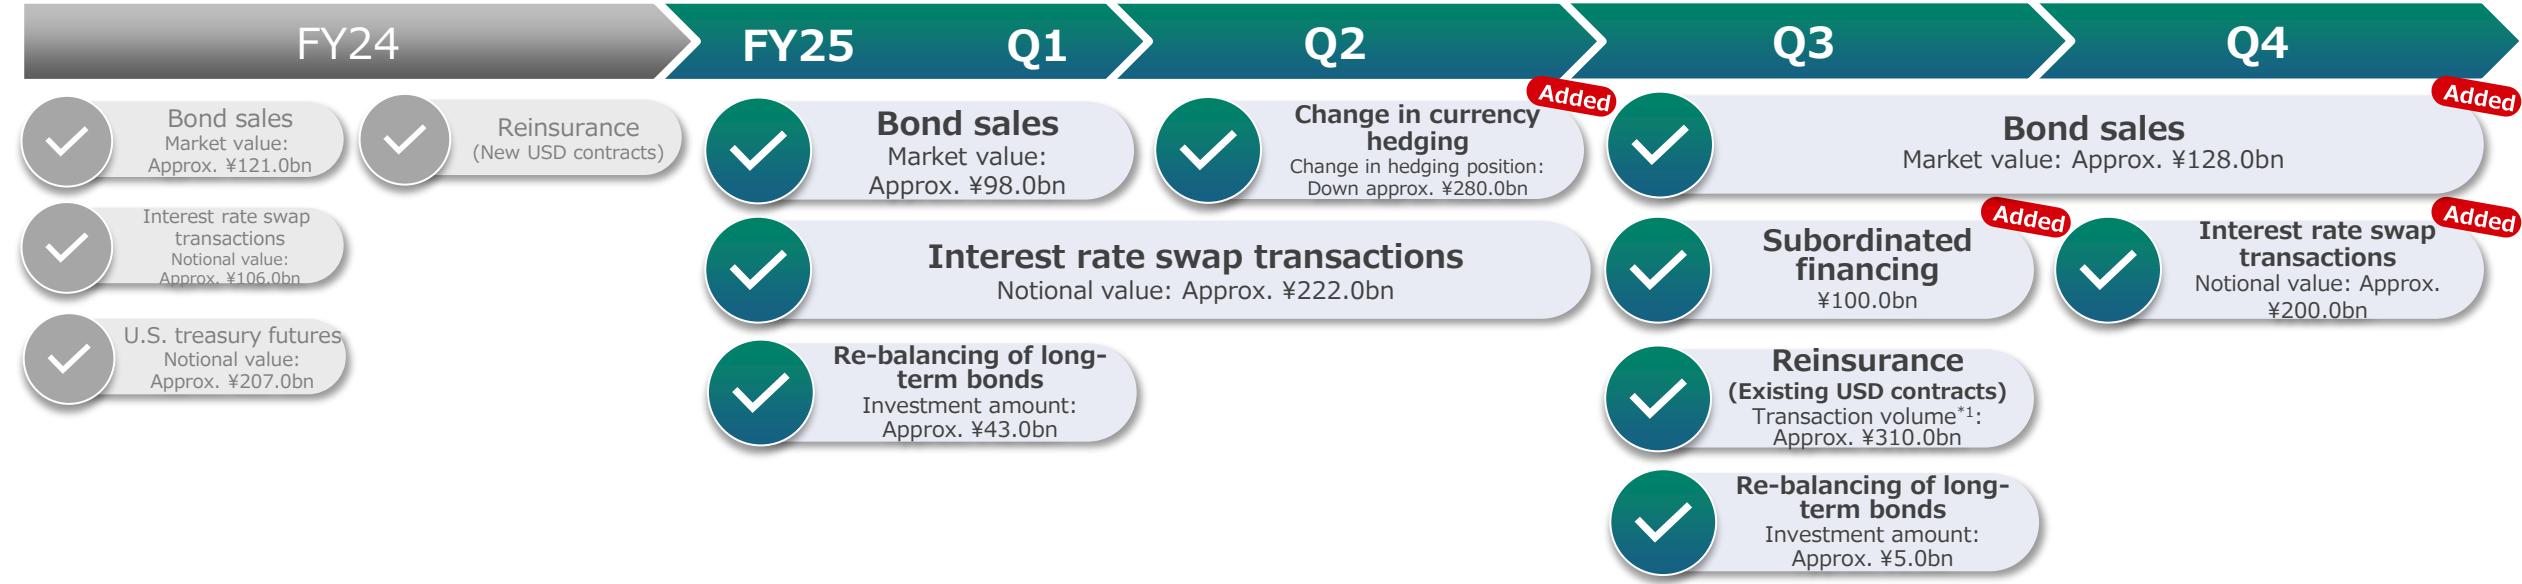 FY24
FY25
Q1
Q2
Q3
Q4
Bond sales
Market value:
Approx. ¥121.0bn
Reinsurance
(New USD contracts)
Interest rate swap
transactions
Notional value:
Approx. ¥106.0bn
U.S. treasury futures
Notional value:
Approx. ¥207.0bn
Bond sales
Market value:
Approx. ¥98.0bn
Added
Change in currency
hedging
Change in hedging position:
Down approx. ¥280.0bn
Added
Bond sales
Market value: Approx. ¥128.0bn
Interest rate swap transactions
Notional value: Approx. ¥222.0bn
Added
Subordinated
financing
¥100.0bn
Added
Interest rate swap
transactions
Notional value: Approx.
¥200.0bn
Re-balancing of long-
term bonds
Investment amount:
Approx. ¥43.0bn
Reinsurance
(Existing USD contracts)
Transaction volume*1:
Approx. ¥310.0bn
Re-balancing of long-
term bonds
Investment amount:
Approx. ¥5.0bn